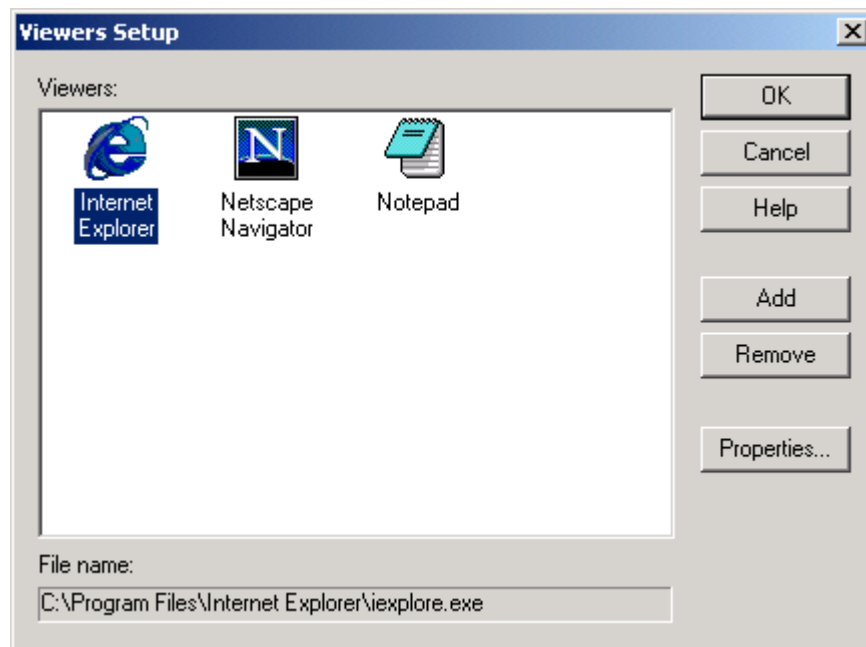 Viewers Setup
Viewers:
Internet
Explorer
N
Netscape
Navigator
Notepad
OK
Cancel
Help
Add
Remove
Properties...
File name:
C:\Program Files\Internet Explorer\iexplore.exe